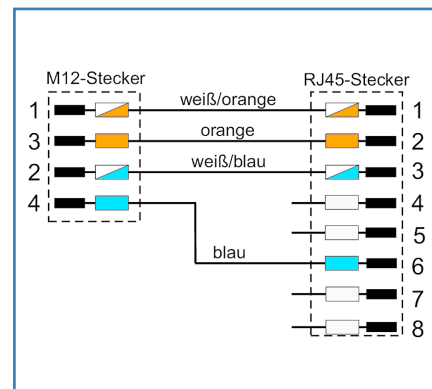 M12-Stecker
RJ45-Stecker
1 weiß/orange 1
3 orange 2
2 weiß/blau 3
4 4
5
blau 6
7
8